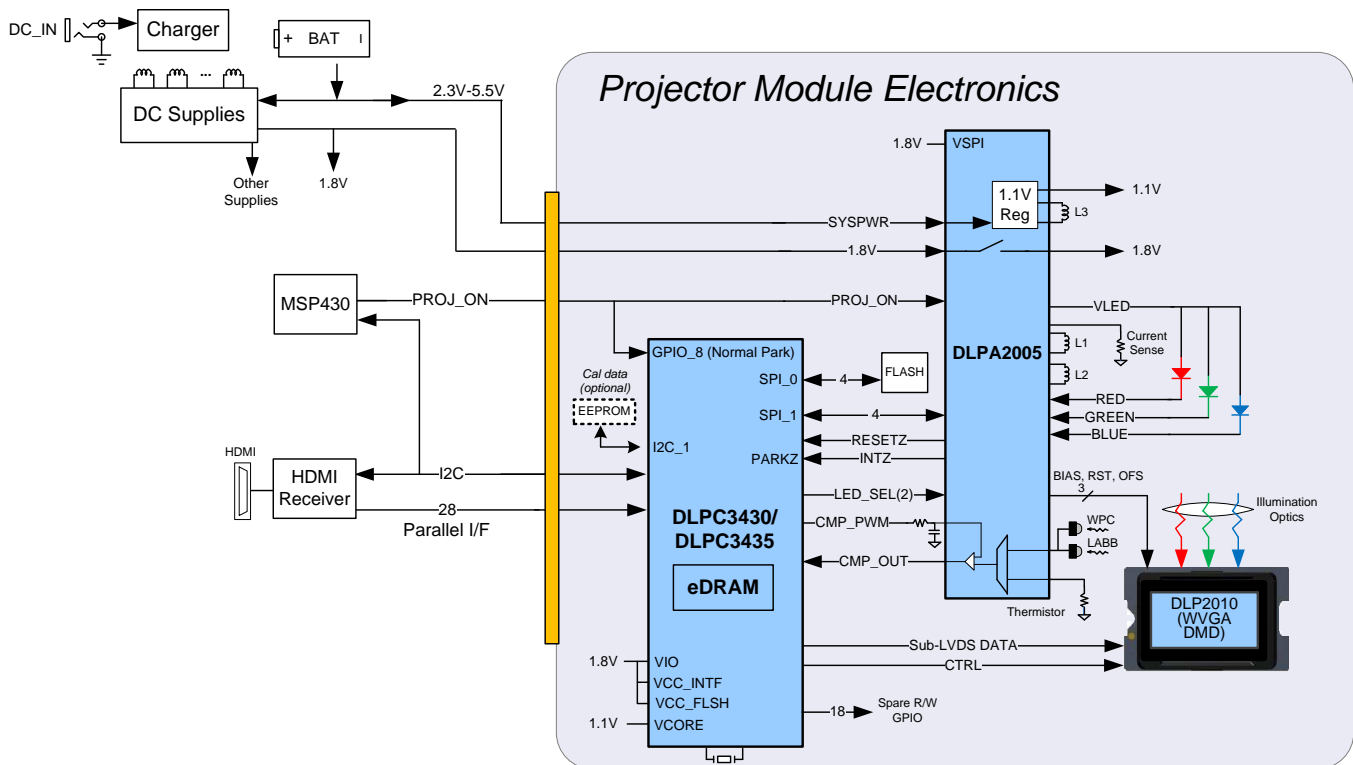 DC_IN
Charger
+ BAT I
DC Supplies
2.3V-5.5V
Other
Supplies
1.8V
Projector Module Electronics
1.8V
VSPI
1.1V
Reg
1.1V
L3
SYSPWR
1.8V
1.8V
MSP430
PROJ_ON
PROJ_ON
VLED
Current
Sense
L1
L2
DLPA2005
GPIO_8 (Normal Park)
Cal data
(optional)
EEPROM
SPI_0
4
FLASH
SPI_1
4
RED
GREEN
BLUE
RESETZ
I2C_1
PARKZ
INTZ
HDMI
HDMI
Receiver
I2C
28
Parallel I/F
LED_SEL(2)
BIAS, RST, OFS
3
DLPC3430/
DLPC3435
CMP_PWM
WPC
LABB
Illumination
Optics
CMP_OUT
eDRAM
Thermistor
DLP2010
(WVGA
DMD)
Sub-LVDS DATA
CTRL
1.8V
VIO
VCC_INTF
VCC_FLSH
1.1V
VCORE
18
Spare R/W
GPIO